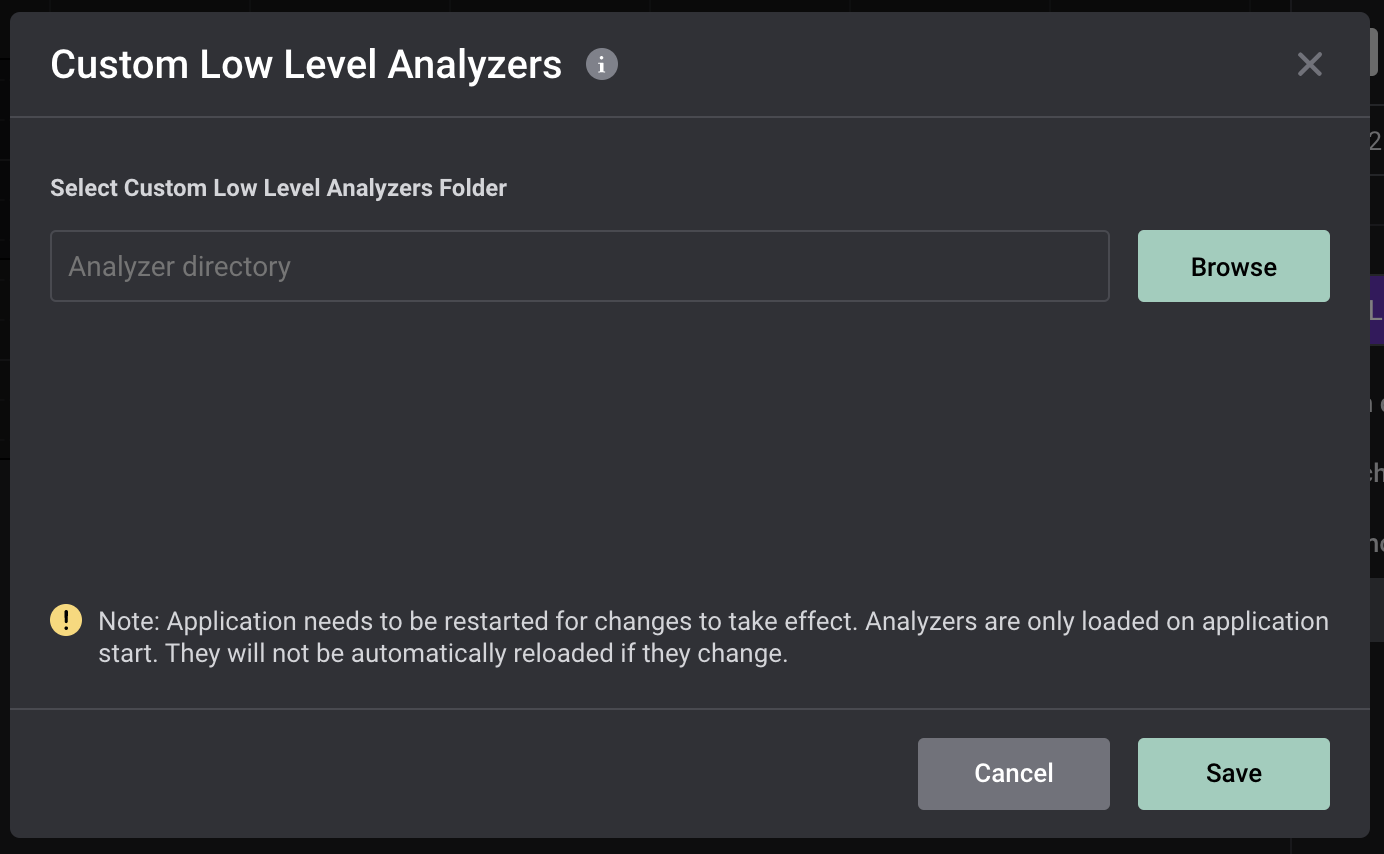 Custom Low Level Analyzers
Select Custom Low Level Analyzers Folder
Analyzer directory
Browse
Note: Application needs to be restarted for changes to take effect. Analyzers are only loaded on application
start. They will not be automatically reloaded if they change.
Cancel
Save